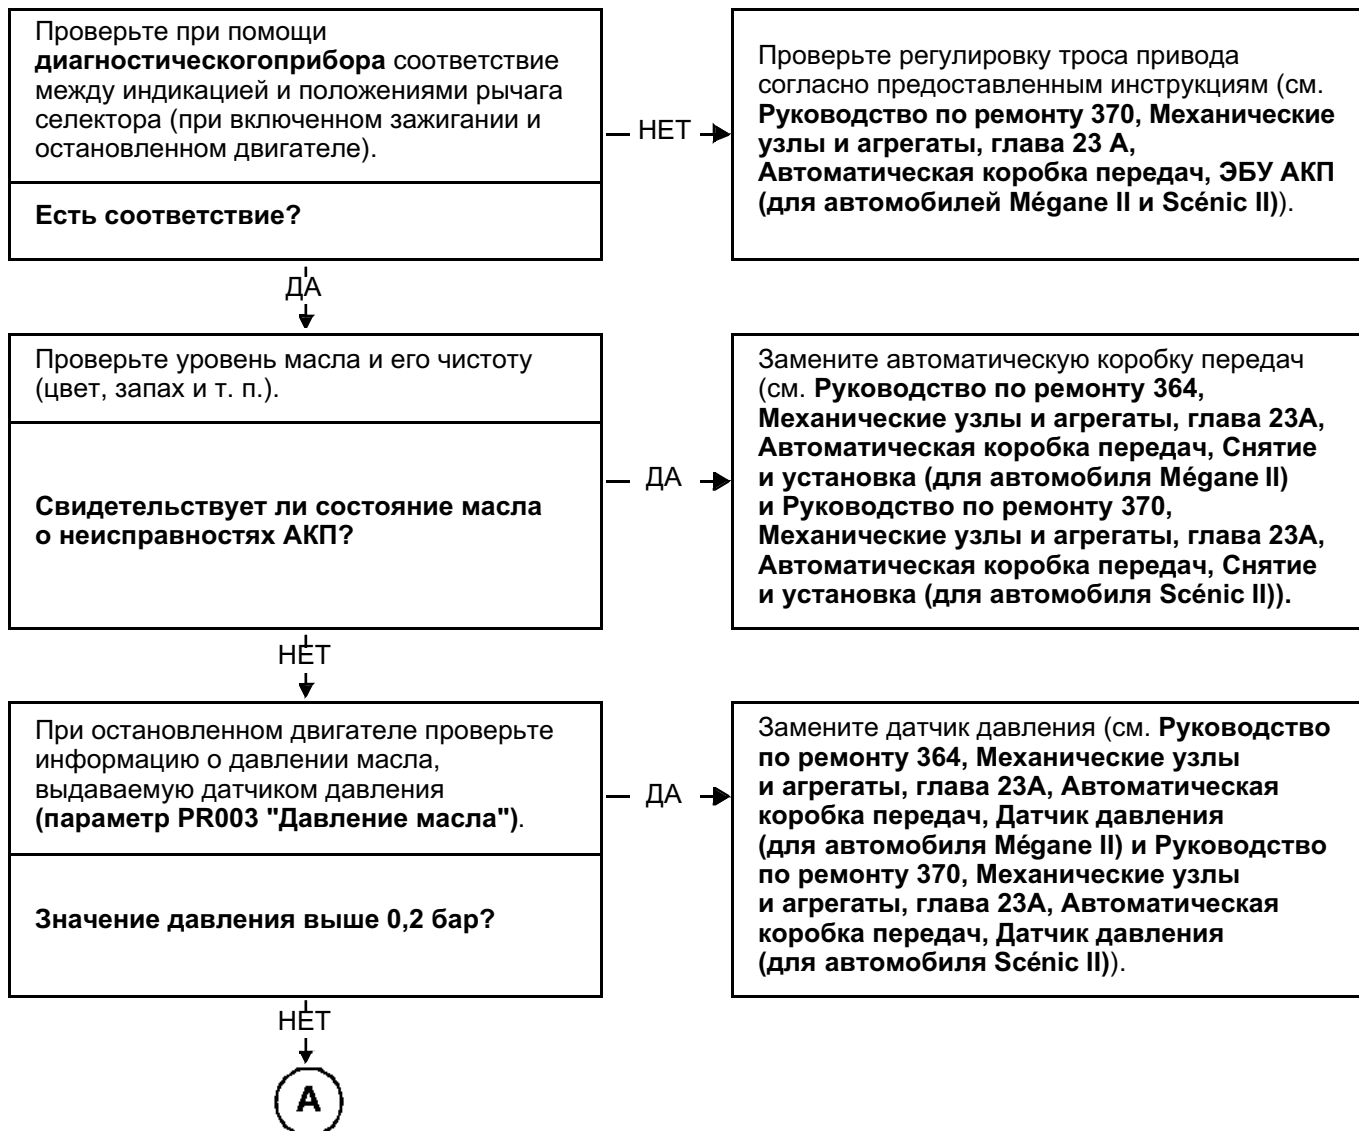 Проверьте при помощи
диагностическогоприбора соответствие
между индикацией и положениями рычага
селектора (при включенном зажигании и
остановленном двигателе).
Есть соответствие?
НЕТ
Проверьте регулировку троса привода
согласно предоставленным инструкциям (см.
Руководство по ремонту 370, Механические
узлы и агрегаты, глава 23 А,
Автоматическая коробка передач, ЭБУ АКП
(для автомобилей Mégane II и Scénic II)).
ДА
Проверьте уровень масла и его чистоту
(цвет, запах и т. п.).
Свидетельствует ли состояние масла
о неисправностях АКП?
ДА
Замените автоматическую коробку передач
(см. Руководство по ремонту 364,
Механические узлы и агрегаты, глава 23А,
Автоматическая коробка передач, Снятие
и установка (для автомобиля Mégane II)
и Руководство по ремонту 370,
Механические узлы и агрегаты, глава 23А,
Автоматическая коробка передач, Снятие
и установка (для автомобиля Scénic II)).
НЕТ
При остановленном двигателе проверьте
информацию о давлении масла,
выдаваемую датчиком давления
(параметр PR003 "Давление масла").
Значение давления выше 0,2 бар?
ДА
Замените датчик давления (см. Руководство
по ремонту 364, Механические узлы
и агрегаты, глава 23А, Автоматическая
коробка передач, Датчик давления
(для автомобиля Mégane II) и Руководство
по ремонту 370, Механические узлы
и агрегаты, глава 23А, Автоматическая
коробка передач, Датчик давления
(для автомобиля Scénic II)).
НЕТ
А